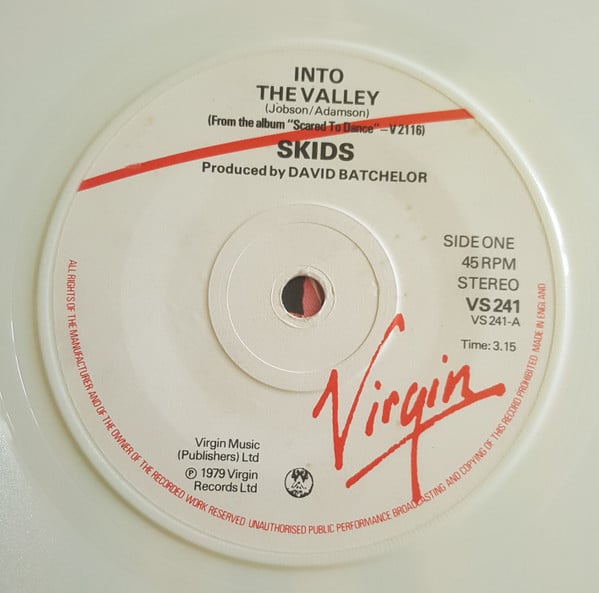 INTO
THE VALLEY
(Jobson/Adamson)
(From the album "Scared To Dance"-V2116)
SKIDS
Produced by DAVID BATCHELOR
SIDE ONE
45 RPM
STEREO
VS 241
VS 241-A
Time: 3.15
Virgin
Virgin Music
(Publishers) Ltd
℗ 1979 Virgin
Records Ltd
ALL RIGHTS OF THE MANUFACTURER AND OF THE OWNER OF THE RECORDED WORK RESERVED UNAUTHORISED PUBLIC PERFORMANCE BROADCASTING AND COPYING OF THIS RECORD PROHIBITED MADE IN ENGLAND